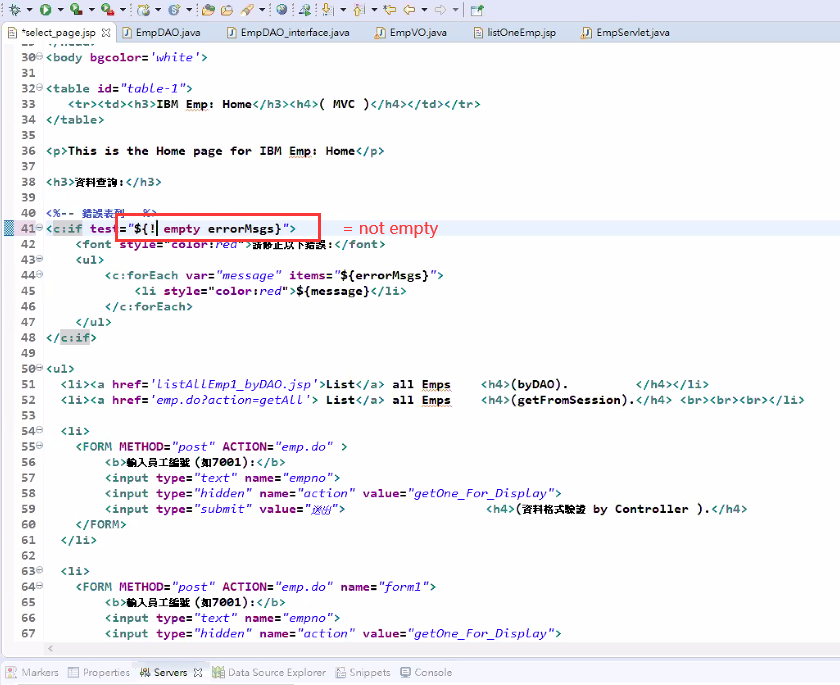 *select_page.jsp EmpDAO.java EmpDAO_interface.java EmpVO.java listOneEmp.jsp EmpServlet.java
30 <body bgcolor='white'>
31
32 <table id="table-1">
33 <tr><td><h3>IBM Emp: Home</h3><h4>( MVC )</h4></td></tr>
34 </table>
35
36 <p>This is the Home page for IBM Emp: Home</p>
37
38 <h3>資料查詢:</h3>
39
40 <%-- 錯誤表列 --%>
41 <c:if test="${! empty errorMsgs}"> = not empty
42 <font style="color:red">請修正以下錯誤:</font>
43 <ul>
44 <c:forEach var="message" items="${errorMsgs}">
45 <li style="color:red">${message}</li>
46 </c:forEach>
47 </ul>
48 </c:if>
49
50 <ul>
51 <li><a href='listAllEmp1_byDAO.jsp'>List</a> all Emps <h4>(byDAO). </h4></li>
52 <li><a href='emp.do?action=getAll'> List</a> all Emps <h4>(getFromSession).</h4> <br><br><br></li>
53
54 <li>
55 <FORM METHOD="post" ACTION="emp.do" >
56 <b>輸入員工編號 (如7001):</b>
57 <input type="text" name="empno">
58 <input type="hidden" name="action" value="getOne_For_Display">
59 <input type="submit" value="送出"> <h4>(資料格式驗證 by Controller ).</h4>
60 </FORM>
61 </li>
62
63 <li>
64 <FORM METHOD="post" ACTION="emp.do" name="form1">
65 <b>輸入員工編號 (如7001):</b>
66 <input type="text" name="empno">
67 <input type="hidden" name="action" value="getOne_For_Display">
Markers Properties Servers Data Source Explorer Snippets Console